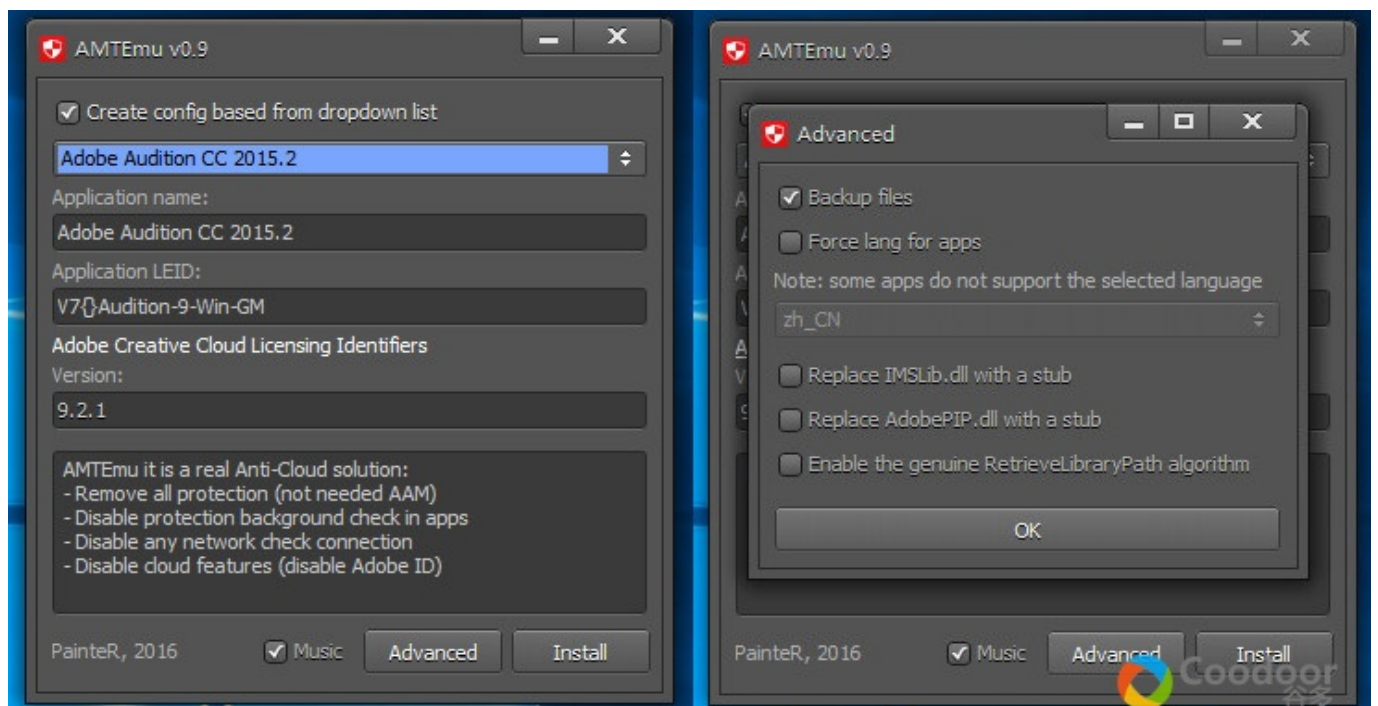 AMTEmu v0.9
Create config based from dropdown list
Adobe Audition CC 2015.2
Application name:
Adobe Audition CC 2015.2
Application LEID:
V7{}Audition-9-Win-GM
Adobe Creative Cloud Licensing Identifiers
Version:
9.2.1
AMTEmu it is a real Anti-Cloud solution:
- Remove all protection (not needed AAM)
- Disable protection background check in apps
- Disable any network check connection
- Disable cloud features (disable Adobe ID)
PainteR, 2016
Music
Advanced
Install
AMTEmu v0.9
Advanced
Backup files
Force lang for apps
Note: some apps do not support the selected language
zh_CN
Replace IMSLib.dll with a stub
Replace AdobePIP.dll with a stub
Enable the genuine RetrieveLibraryPath algorithm
OK
PainteR, 2016
Music
Advanced
Install
Coodoor
谷多